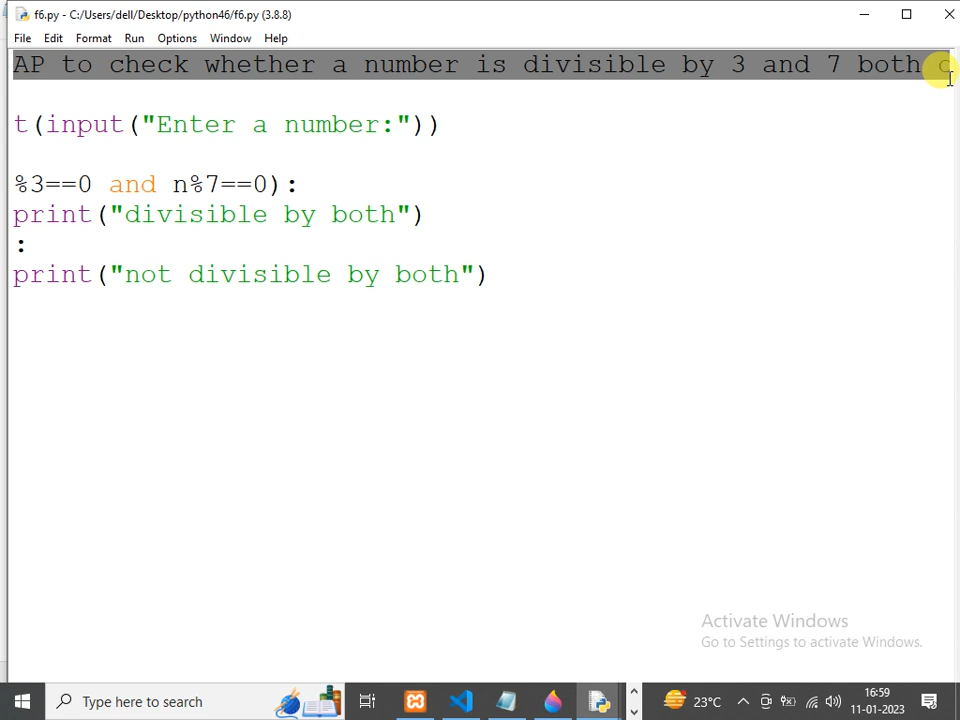 f6.py - C:/Users/dell/Desktop/python46/f6.py (3.8.8)
File Edit Format Run Options Window Help
AP to check whether a number is divisible by 3 and 7 both
t(input("Enter a number:"))
%3==0 and n%7==0):
print("divisible by both")
:
print("not divisible by both")
Activate Windows
Go to Settings to activate Windows.
Type here to search
23°C
16:59
11-01-2023